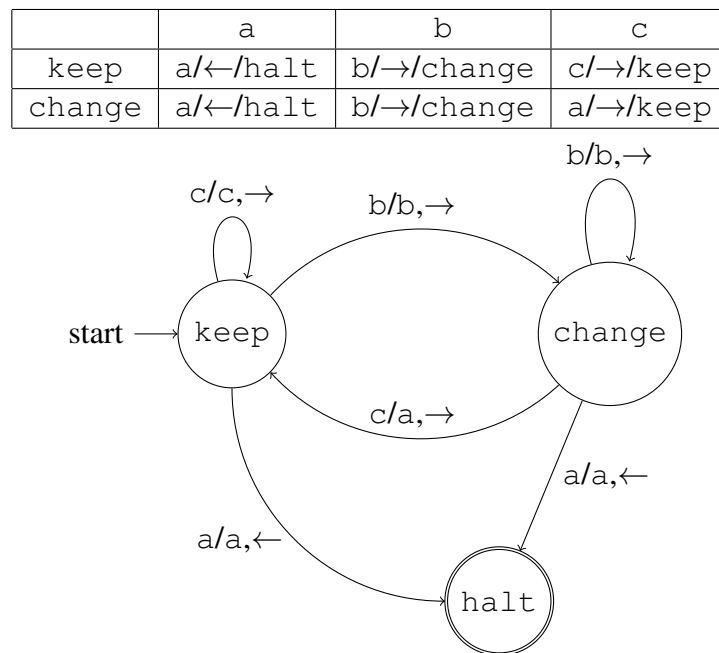 a b c
keep a/←/halt b/→/change c/→/keep
change a/←/halt b/→/change a/→/keep
b/b,→
c/c,→ b/b,→
start keep change
c/a,→
a/a,←
a/a,←
halt